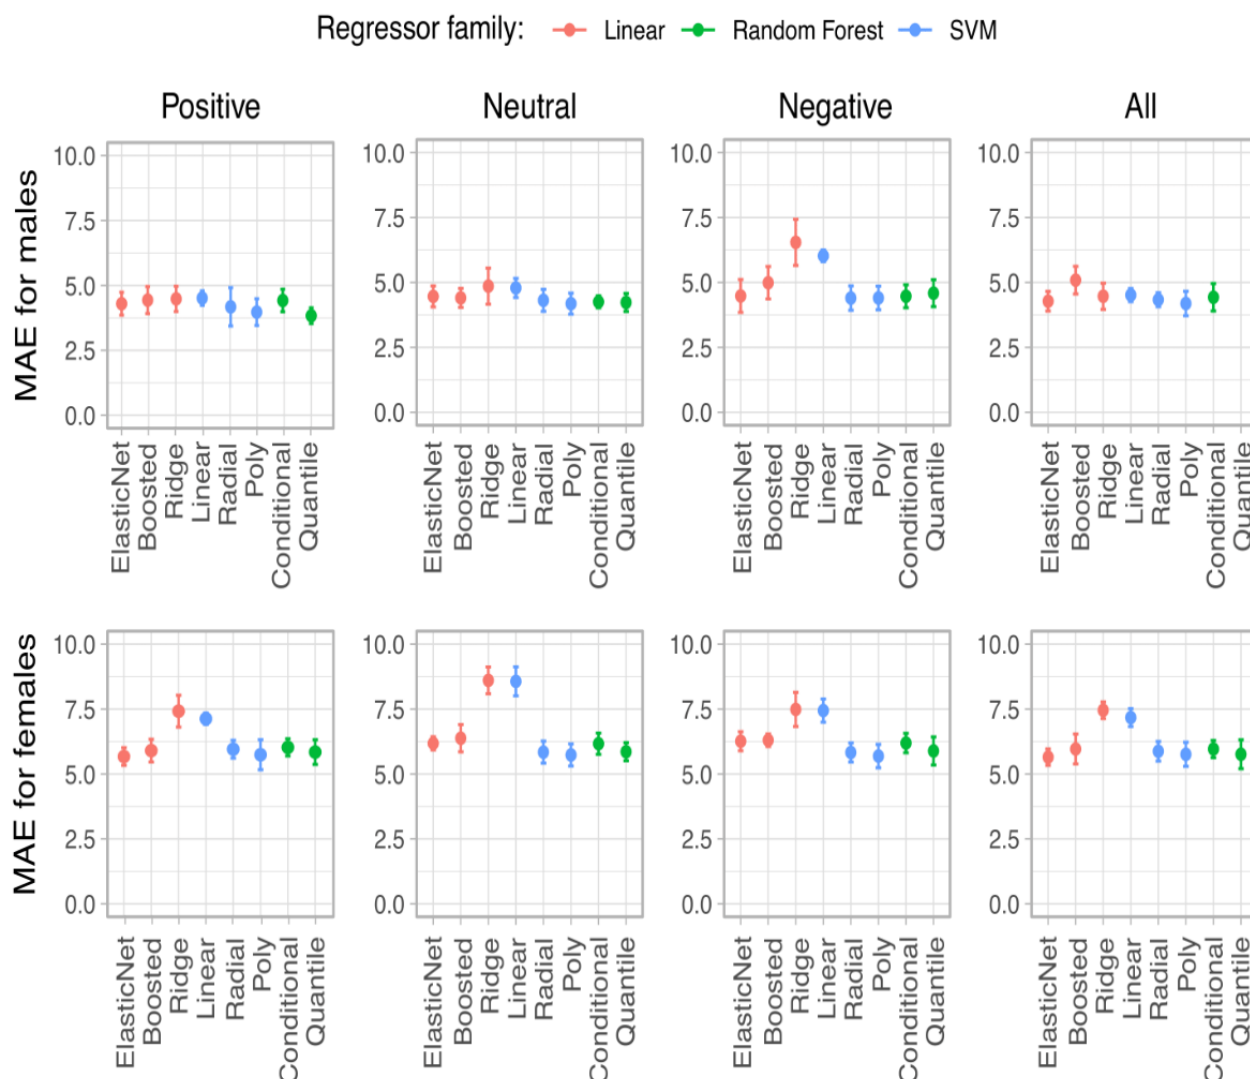 Regressor family: Linear Random Forest SVM
Positive Neutral Negative All
MAE for males
10.0 10.0 10.0 10.0
7.5 7.5 7.5 7.5
5.0 5.0 5.0 5.0
2.5 2.5 2.5 2.5
0.0 0.0 0.0 0.0
ElasticNet Boosted Ridge Linear Radial Poly Conditional Quantile
ElasticNet Boosted Ridge Linear Radial Poly Conditional Quantile
ElasticNet Boosted Ridge Linear Radial Poly Conditional Quantile
ElasticNet Boosted Ridge Linear Radial Poly Conditional Quantile
MAE for females
10.0 10.0 10.0 10.0
7.5 7.5 7.5 7.5
5.0 5.0 5.0 5.0
2.5 2.5 2.5 2.5
0.0 0.0 0.0 0.0
ElasticNet Boosted Ridge Linear Radial Poly Conditional Quantile
ElasticNet Boosted Ridge Linear Radial Poly Conditional Quantile
ElasticNet Boosted Ridge Linear Radial Poly Conditional Quantile
ElasticNet Boosted Ridge Linear Radial Poly Conditional Quantile